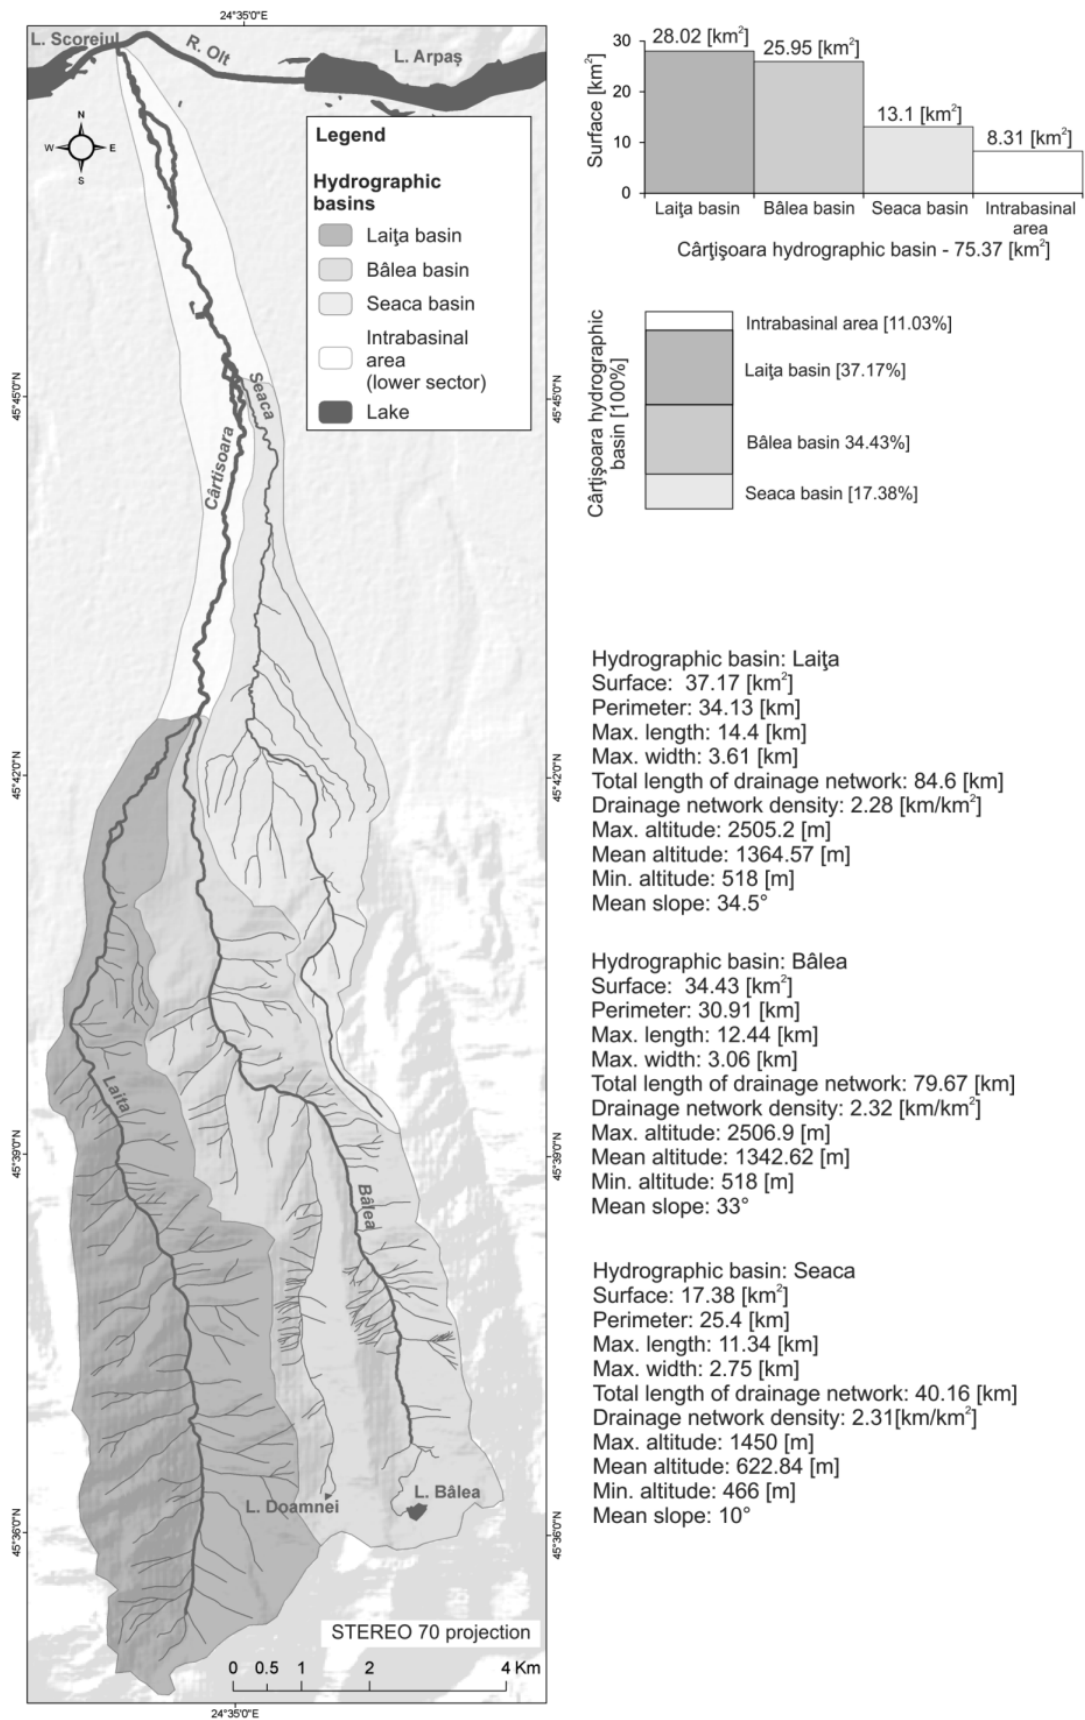 24°35'0"E
L. Scoreiul
R. Olt
L. Arpaș
N
W
E
S
Legend
Hydrographic
basins
Laiţa basin
Bâlea basin
Seaca basin
Intrabasinal
area
(lower sector)
Lake
45°45'0"N
45°45'0"N
Seaca
Cârtisoara
45°42'0"N
45°42'0"N
Laita
45°39'0"N
45°39'0"N
Bâlea
L. Doamnei
L. Bâlea
45°36'0"N
45°36'0"N
STEREO 70 projection
0 0.5 1 2 4 Km
24°35'0"E
Surface [km²]
30
20
10
0
28.02 [km²]
25.95 [km²]
13.1 [km²]
8.31 [km²]
Laiţa basin
Bâlea basin
Seaca basin
Intrabasinal
area
Cârţişoara hydrographic basin - 75.37 [km²]
Cârţişoara hydrographic
basin [100%]
Intrabasinal area [11.03%]
Laiţa basin [37.17%]
Bâlea basin 34.43%]
Seaca basin [17.38%]
Hydrographic basin: Laiţa
Surface: 37.17 [km²]
Perimeter: 34.13 [km]
Max. length: 14.4 [km]
Max. width: 3.61 [km]
Total length of drainage network: 84.6 [km]
Drainage network density: 2.28 [km/km²]
Max. altitude: 2505.2 [m]
Mean altitude: 1364.57 [m]
Min. altitude: 518 [m]
Mean slope: 34.5°
Hydrographic basin: Bâlea
Surface: 34.43 [km²]
Perimeter: 30.91 [km]
Max. length: 12.44 [km]
Max. width: 3.06 [km]
Total length of drainage network: 79.67 [km]
Drainage network density: 2.32 [km/km²]
Max. altitude: 2506.9 [m]
Mean altitude: 1342.62 [m]
Min. altitude: 518 [m]
Mean slope: 33°
Hydrographic basin: Seaca
Surface: 17.38 [km²]
Perimeter: 25.4 [km]
Max. length: 11.34 [km]
Max. width: 2.75 [km]
Total length of drainage network: 40.16 [km]
Drainage network density: 2.31[km/km²]
Max. altitude: 1450 [m]
Mean altitude: 622.84 [m]
Min. altitude: 466 [m]
Mean slope: 10°